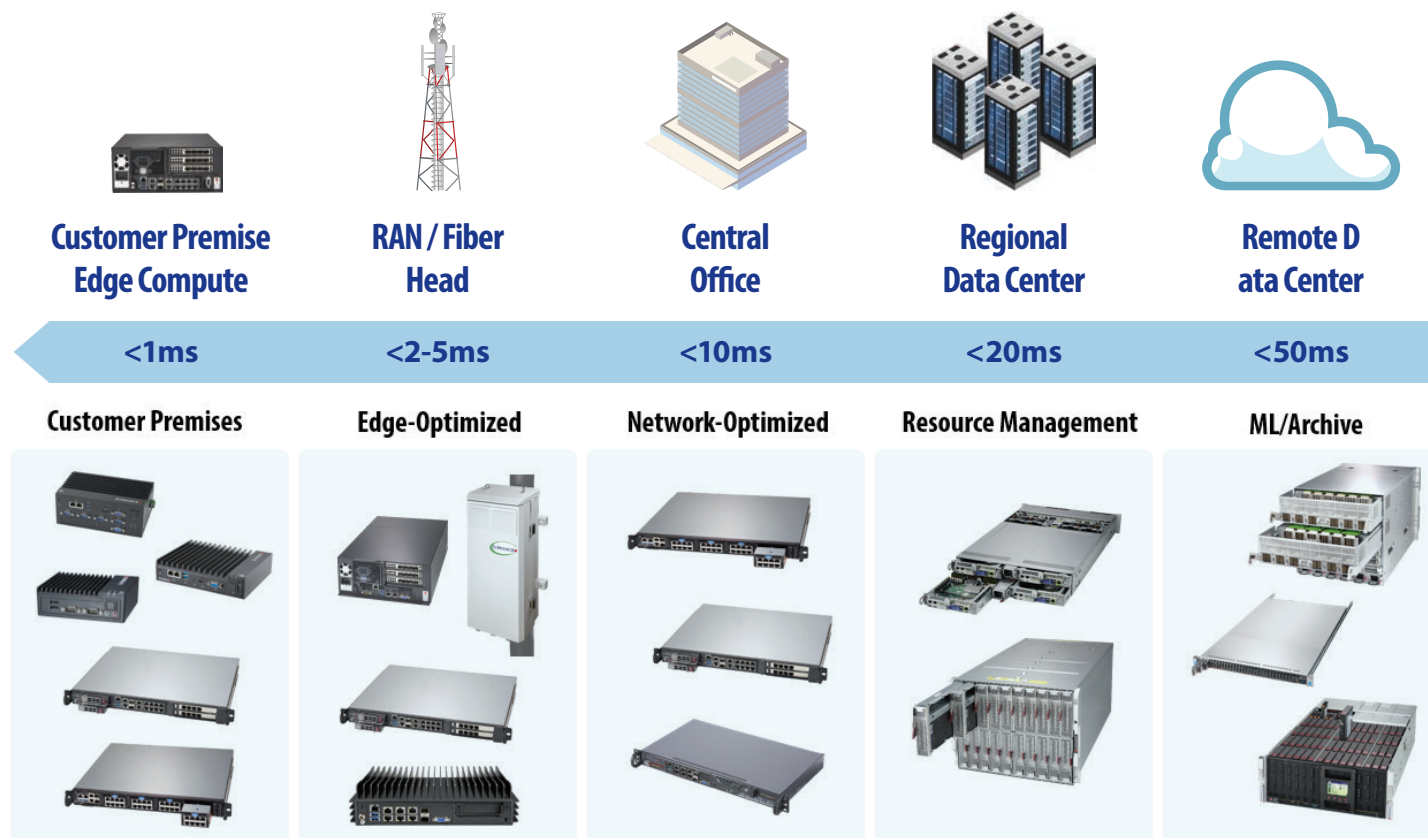 Customer Premise
Edge Compute
RAN / Fiber
Head
Central
Office
Regional
Data Center
Remote D
ata Center
<1ms
<2-5ms
<10ms
<20ms
<50ms
Customer Premises
Edge-Optimized
Network-Optimized
Resource Management
ML/Archive